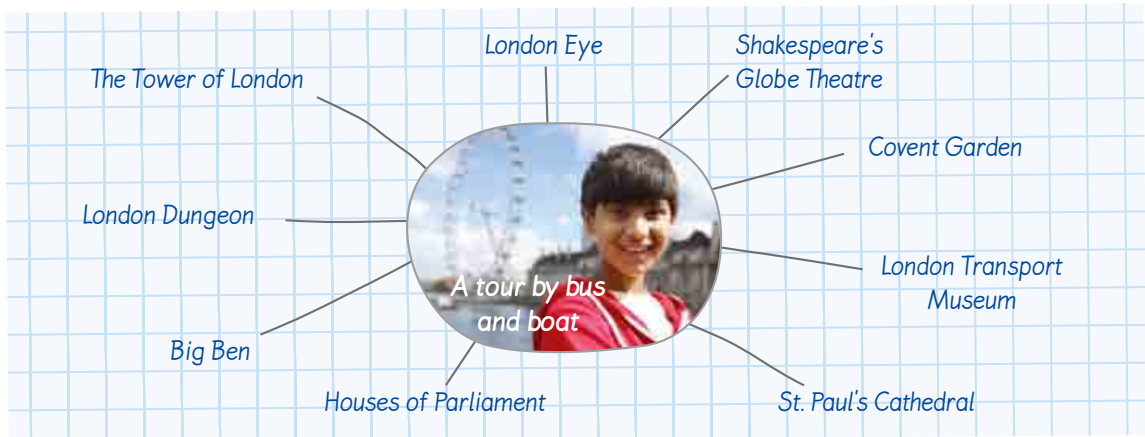 London Eye
Shakespeare's
Globe Theatre
The Tower of London
Covent Garden
London Dungeon
London Transport
Museum
A tour by bus
and boat
Big Ben
Houses of Parliament
St. Paul's Cathedral